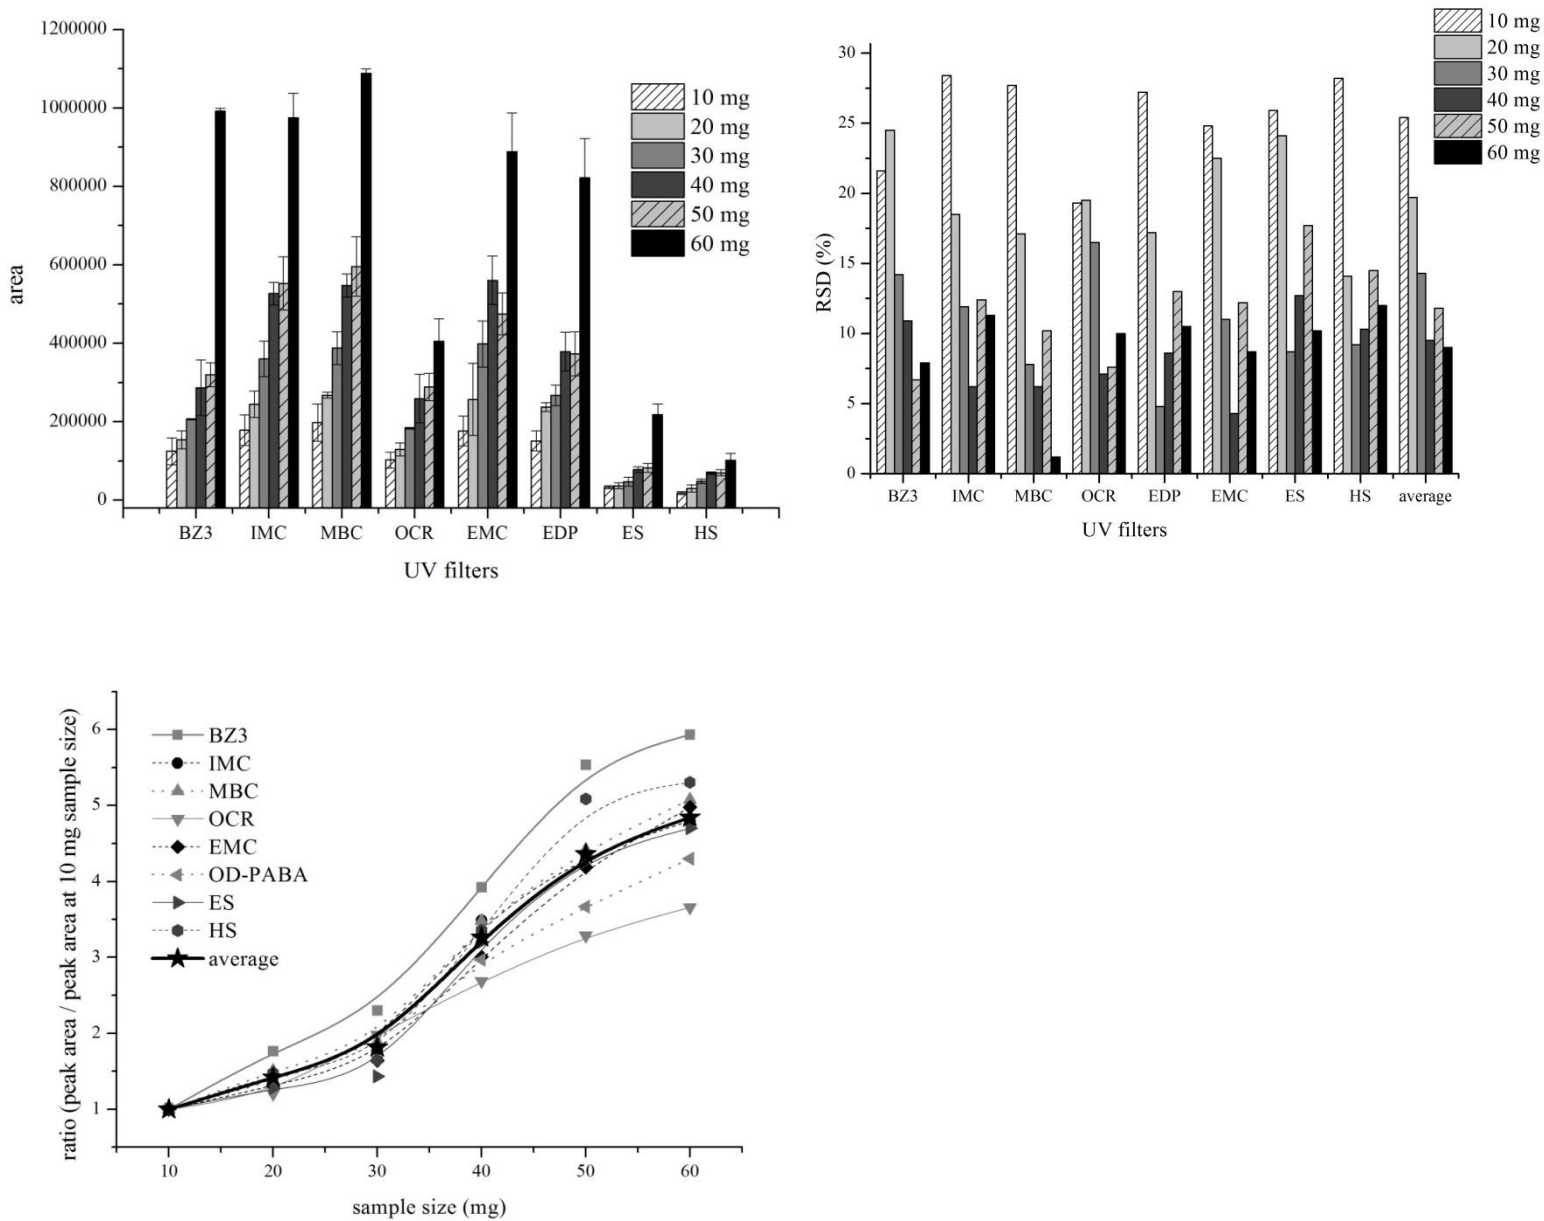 1200000
1000000
800000
600000
400000
200000
0
area
10 mg
20 mg
30 mg
40 mg
50 mg
60 mg
BZ3 IMC MBC OCR EMC EDP ES HS
UV filters
10 mg
20 mg
30 mg
40 mg
50 mg
60 mg
30
25
20
15
10
5
0
RSD (%)
BZ3 IMC MBC OCR EDP EMC ES HS average
UV filters
ratio (peak area / peak area at 10 mg sample size)
6
5
4
3
2
1
BZ3
IMC
MBC
OCR
EMC
OD-PABA
ES
HS
average
10 20 30 40 50 60
sample size (mg)